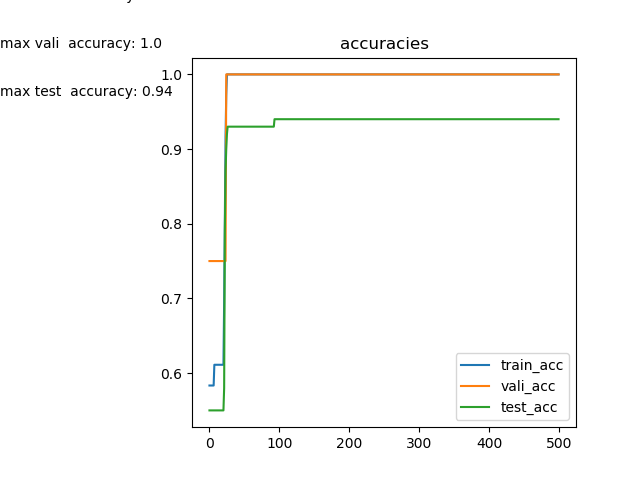 max vali  accuracy: 1.0
max test  accuracy: 0.94
accuracies
1.0
0.9
0.8
0.7
0.6
0
100
200
300
400
500
train_acc
vali_acc
test_acc